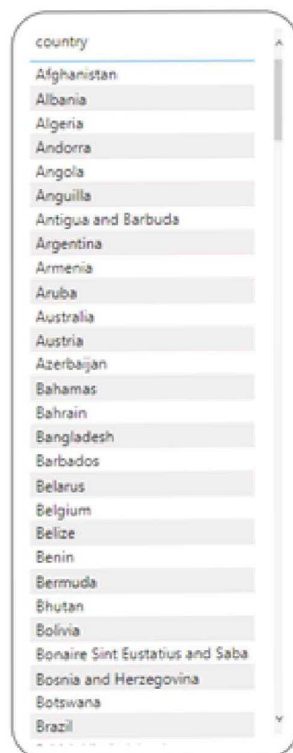 country
Afghanistan
Albania
Algeria
Andorra
Angola
Anguilla
Antigua and Barbuda
Argentina
Armenia
Aruba
Australia
Austria
Azerbaijan
Bahamas
Bahrain
Bangladesh
Barbados
Belarus
Belgium
Belize
Benin
Bermuda
Bhutan
Bolivia
Bonaire Sint Eustatius and Saba
Bosnia and Herzegovina
Botswana
Brazil